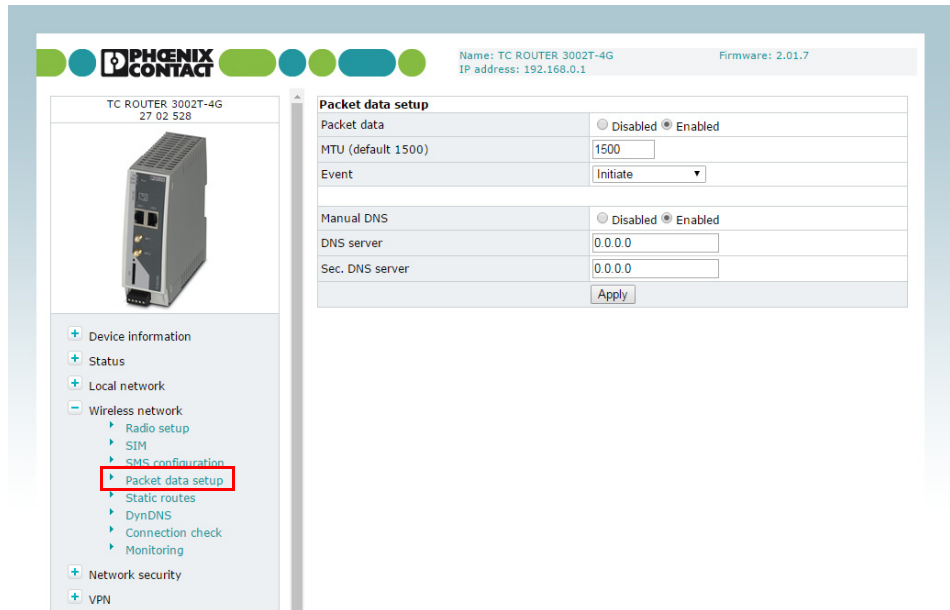 PHŒNIX
CONTACT
Name: TC ROUTER 3002T-4G
Firmware: 2.01.7
IP address: 192.168.0.1
TC ROUTER 3002T-4G
27 02 528
Packet data setup
Packet data
Disabled Enabled
MTU (default 1500)
1500
Event
Initiate
Manual DNS
Disabled Enabled
DNS server
0.0.0.0
Sec. DNS server
0.0.0.0
Apply
Device information
Status
Local network
Wireless network
Radio setup
SIM
SMS configuration
Packet data setup
Static routes
DynDNS
Connection check
Monitoring
Network security
VPN